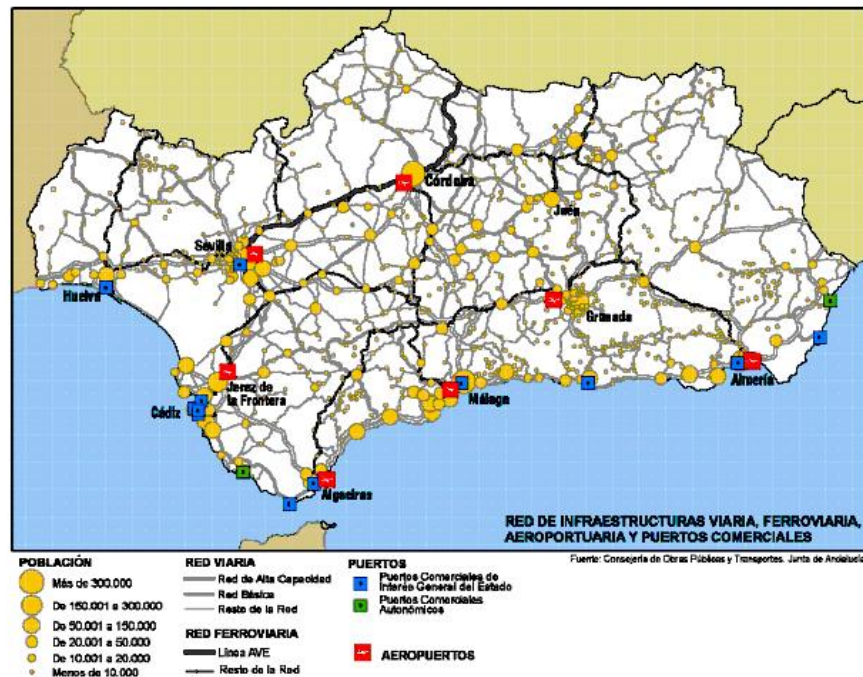 Córdoba
Jaén
Sevilla
Huelva
Granada
Jerez de
la Frontera
Almería
Málaga
Cádiz
Algeciras
RED DE INFRAESTRUCTURAS VIARIA, FERROVIARIA,
AEROPORTUARIA Y PUERTOS COMERCIALES
Fuente: Consejería de Obras Públicas y Transportes. Junta de Andalucía
POBLACIÓN
Más de 300.000
De 150.001 a 300.000
De 50.001 a 150.000
De 20.001 a 50.000
De 10.001 a 20.000
Menos de 10.000
RED VIARIA
Red de Alta Capacidad
Red Básica
Resto de la Red
RED FERROVIARIA
Línea AVE
Resto de la Red
PUERTOS
Puertos Comerciales de
Interés General del Estado
Puertos Comerciales
Autonómicos
AEROPUERTOS